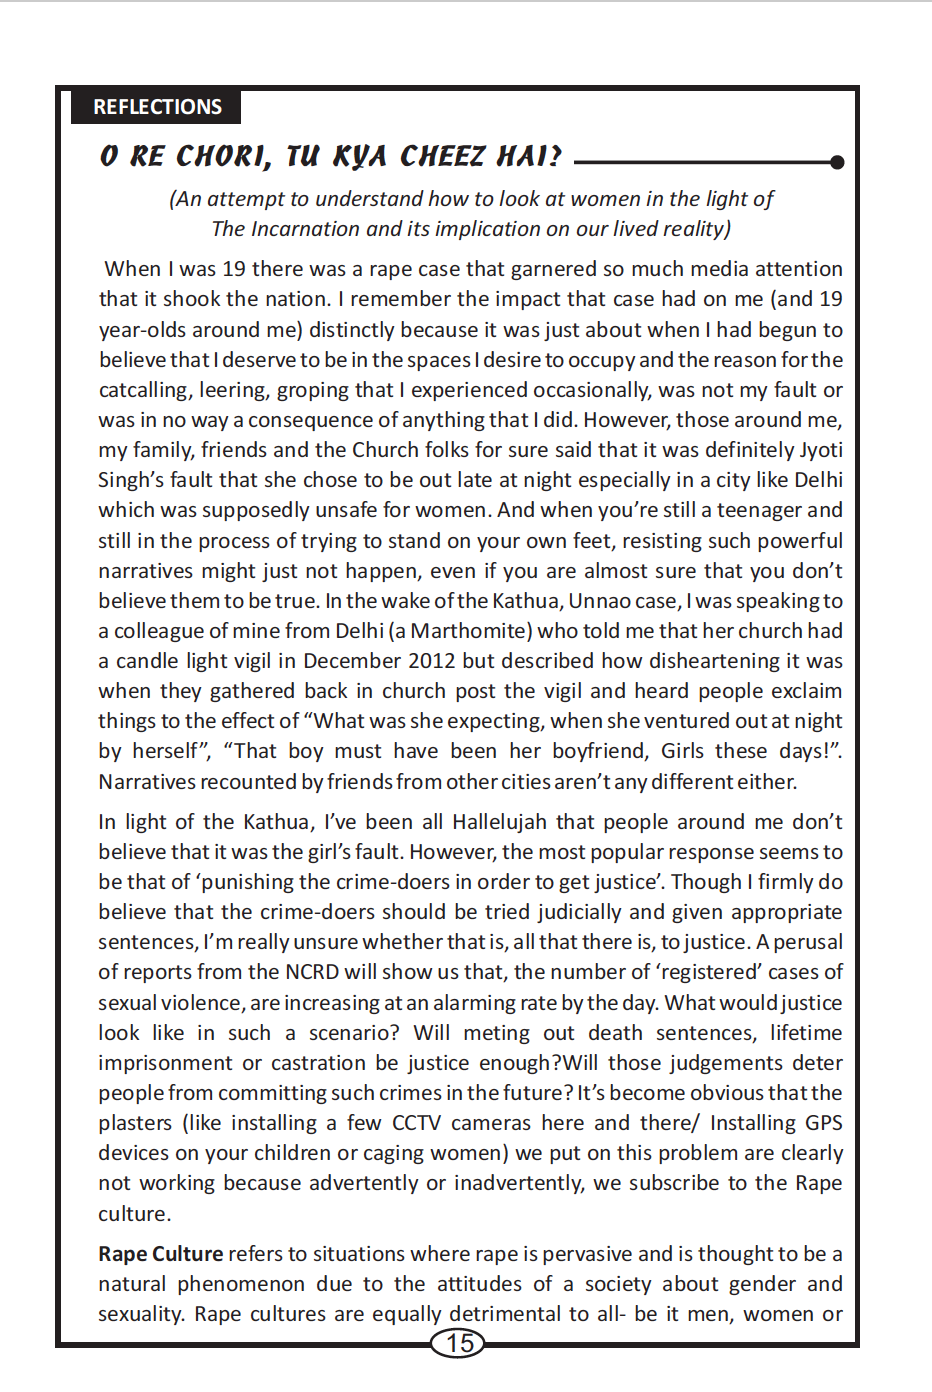 REFLECTIONS
O RE CHORI, TU KYA CHEEZ HAI?
(An attempt to understand how to look at women in the light of
The Incarnation and its implication on our lived reality)
When I was 19 there was a rape case that garnered so much media attention
that it shook the nation. I remember the impact that case had on me (and 19
year-olds around me) distinctly because it was just about when I had begun to
believe that I deserve to be in the spaces I desire to occupy and the reason for the
catcalling, leering, groping that I experienced occasionally, was not my fault or
was in no way a consequence of anything that I did. However, those around me,
my family, friends and the Church folks for sure said that it was definitely Jyoti
Singh’s fault that she chose to be out late at night especially in a city like Delhi
which was supposedly unsafe for women. And when you’re still a teenager and
still in the process of trying to stand on your own feet, resisting such powerful
narratives might just not happen, even if you are almost sure that you don’t
believe them to be true. In the wake of the Kathua, Unnao case, I was speaking to
a colleague of mine from Delhi (a Marthomite) who told me that her church had
a candle light vigil in December 2012 but described how disheartening it was
when they gathered back in church post the vigil and heard people exclaim
things to the effect of “What was she expecting, when she ventured out at night
by herself”, “That boy must have been her boyfriend, Girls these days!”.
Narratives recounted by friends from other cities aren’t any different either.
In light of the Kathua, I’ve been all Hallelujah that people around me don’t
believe that it was the girl’s fault. However, the most popular response seems to
be that of ‘punishing the crime-doers in order to get justice’. Though I firmly do
believe that the crime-doers should be tried judicially and given appropriate
sentences, I’m really unsure whether that is, all that there is, to justice. A perusal
of reports from the NCRD will show us that, the number of ‘registered’ cases of
sexual violence, are increasing at an alarming rate by the day. What would justice
look like in such a scenario? Will meting out death sentences, lifetime
imprisonment or castration be justice enough?Will those judgements deter
people from committing such crimes in the future? It’s become obvious that the
plasters (like installing a few CCTV cameras here and there/ Installing GPS
devices on your children or caging women) we put on this problem are clearly
not working because advertently or inadvertently, we subscribe to the Rape
culture.
Rape Culture refers to situations where rape is pervasive and is thought to be a
natural phenomenon due to the attitudes of a society about gender and
sexuality. Rape cultures are equally detrimental to all- be it men, women or
15